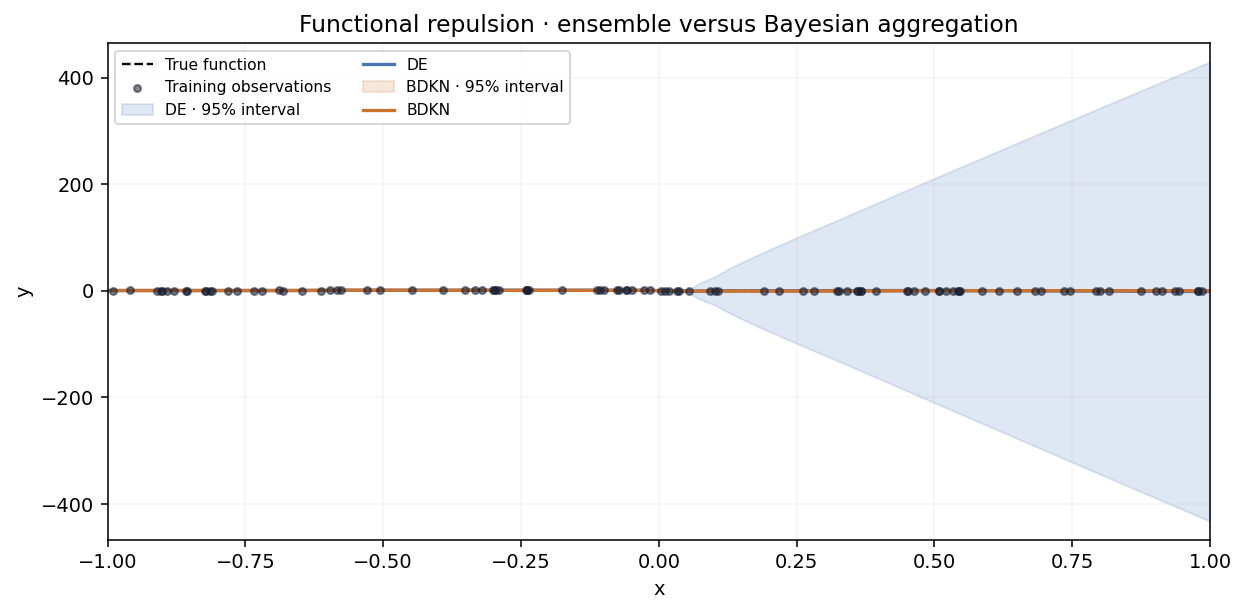 Functional repulsion · ensemble versus Bayesian aggregation
True function
Training observations
DE · 95% interval
DE
BDKN · 95% interval
BDKN
y
400
200
0
−200
−400
−1.00 −0.75 −0.50 −0.25 0.00 0.25 0.50 0.75 1.00
x